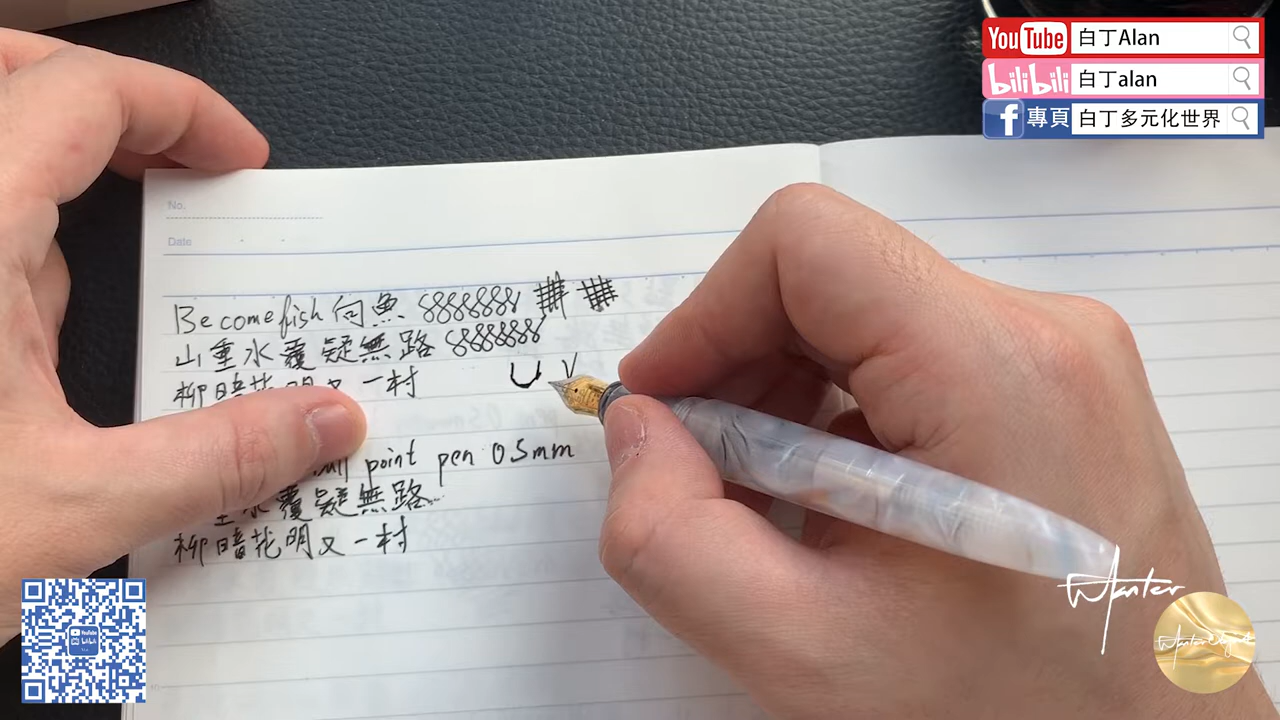 YouTube 白丁Alan
bilibili 白丁alan
f 專頁 白丁多元化世界
No.
Date
Become fish 向魚
山重水覆疑無路
柳暗花明又一村
point pen 0.5mm
水覆疑無路
柳暗花明又一村
Wanter